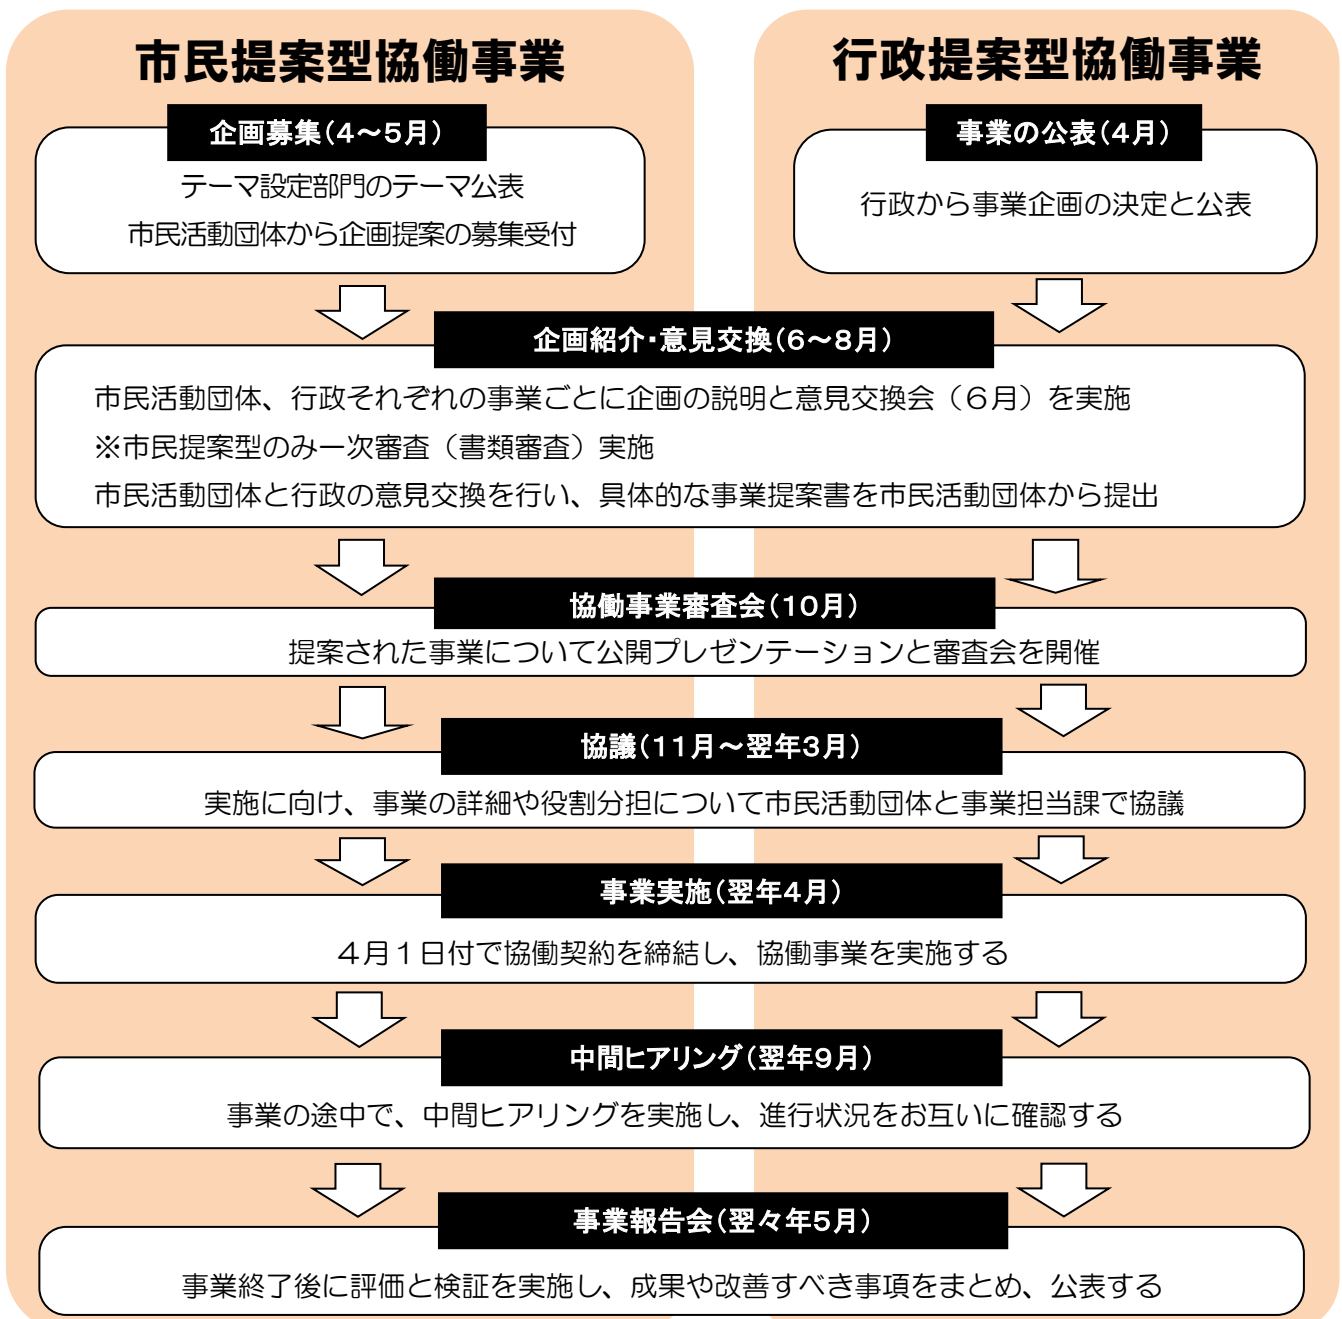 市民提案型協働事業
企画募集(4～5月)
テーマ設定部門のテーマ公表
市民活動団体から企画提案の募集受付
行政提案型協働事業
事業の公表(4月)
行政から事業企画の決定と公表
企画紹介・意見交換(6～8月)
市民活動団体、行政それぞれの事業ごとに企画の説明と意見交換会（６月）を実施
※市民提案型のみ一次審査（書類審査）実施
市民活動団体と行政の意見交換を行い、具体的な事業提案書を市民活動団体から提出
協働事業審査会(10月)
提案された事業について公開プレゼンテーションと審査会を開催
協議(11月～翌年3月)
実施に向け、事業の詳細や役割分担について市民活動団体と事業担当課で協議
事業実施(翌年4月)
４月１日付で協働契約を締結し、協働事業を実施する
中間ヒアリング(翌年9月)
事業の途中で、中間ヒアリングを実施し、進行状況をお互いに確認する
事業報告会(翌々年5月)
事業終了後に評価と検証を実施し、成果や改善すべき事項をまとめ、公表する